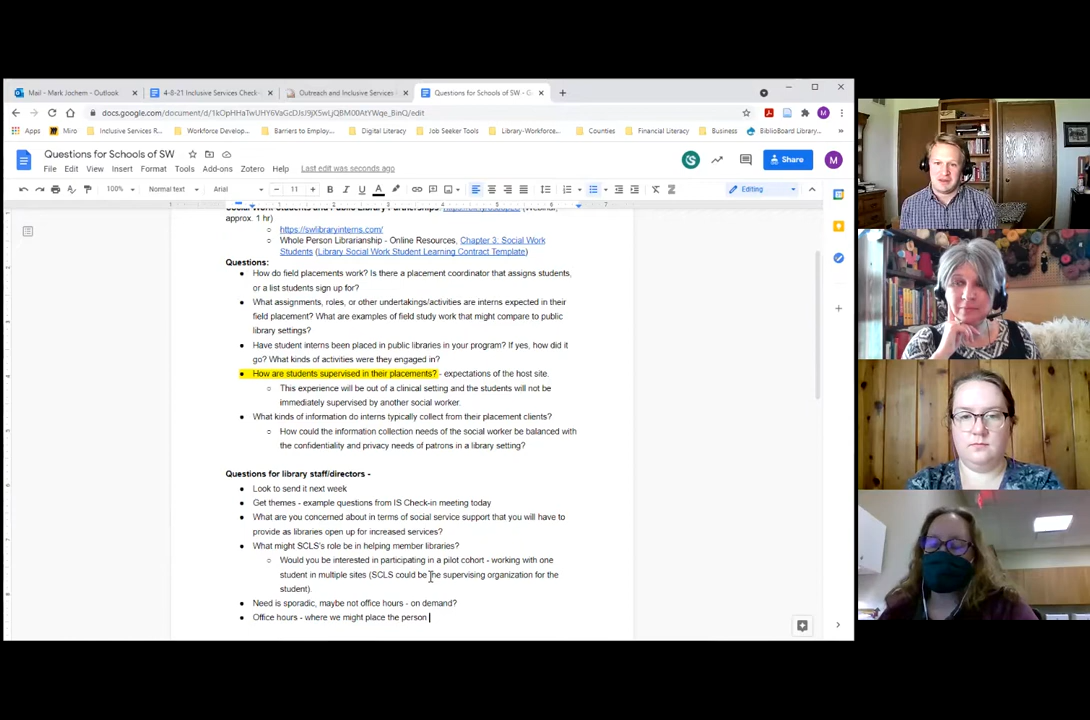 Mail - Mark Jochem - Outlook
4-8-21 Inclusive Services Check-
Outreach and Inclusive Services
Questions for Schools of SW - G
docs.google.com/document/d/
Apps Miro Inclusive Services R... Workforce Develop... Barriers to Employ... Digital Literacy Job Seeker Tools Library-Workforce... Counties Financial Literacy Business BiblioBoard Library...
Questions for Schools of SW
Share M
File Edit View Insert Format Tools Add-ons Zotero Help Last edit was seconds ago
100% Normal text Arial 11 B I U A Editing
Social Work Students and Public Library Partnerships (Webinar,
approx. 1 hr)
https://swlibraryinterns.com/
Whole Person Librarianship - Online Resources, Chapter 3. Social Work
Students (Library Social Work Student Learning Contract Template)
Questions:
How do field placements work? Is there a placement coordinator that assigns students,
or a list students sign up for?
What assignments, roles, or other undertakings/activities are interns expected in their
field placement? What are examples of field study work that might compare to public
library settings?
Have student interns been placed in public libraries in your program? If yes, how did it
go? What kinds of activities were they engaged in?
How are students supervised in their placements? - expectations of the host site.
This experience will be out of a clinical setting and the students will not be
immediately supervised by another social worker.
What kinds of information do interns typically collect from their placement clients?
How could the information collection needs of the social worker be balanced with
the confidentiality and privacy needs of patrons in a library setting?
Questions for library staff/directors -
Look to send it next week
Get themes - example questions from IS Check-in meeting today
What are you concerned about in terms of social service support that you will have to
provide as libraries open up for increased services?
What might SCLS's role be in helping member libraries?
Would you be interested in participating in a pilot cohort - working with one
student in multiple sites (SCLS could be the supervising organization for the
student).
Need is sporadic, maybe not office hours - on demand?
Office hours - where we might place the person